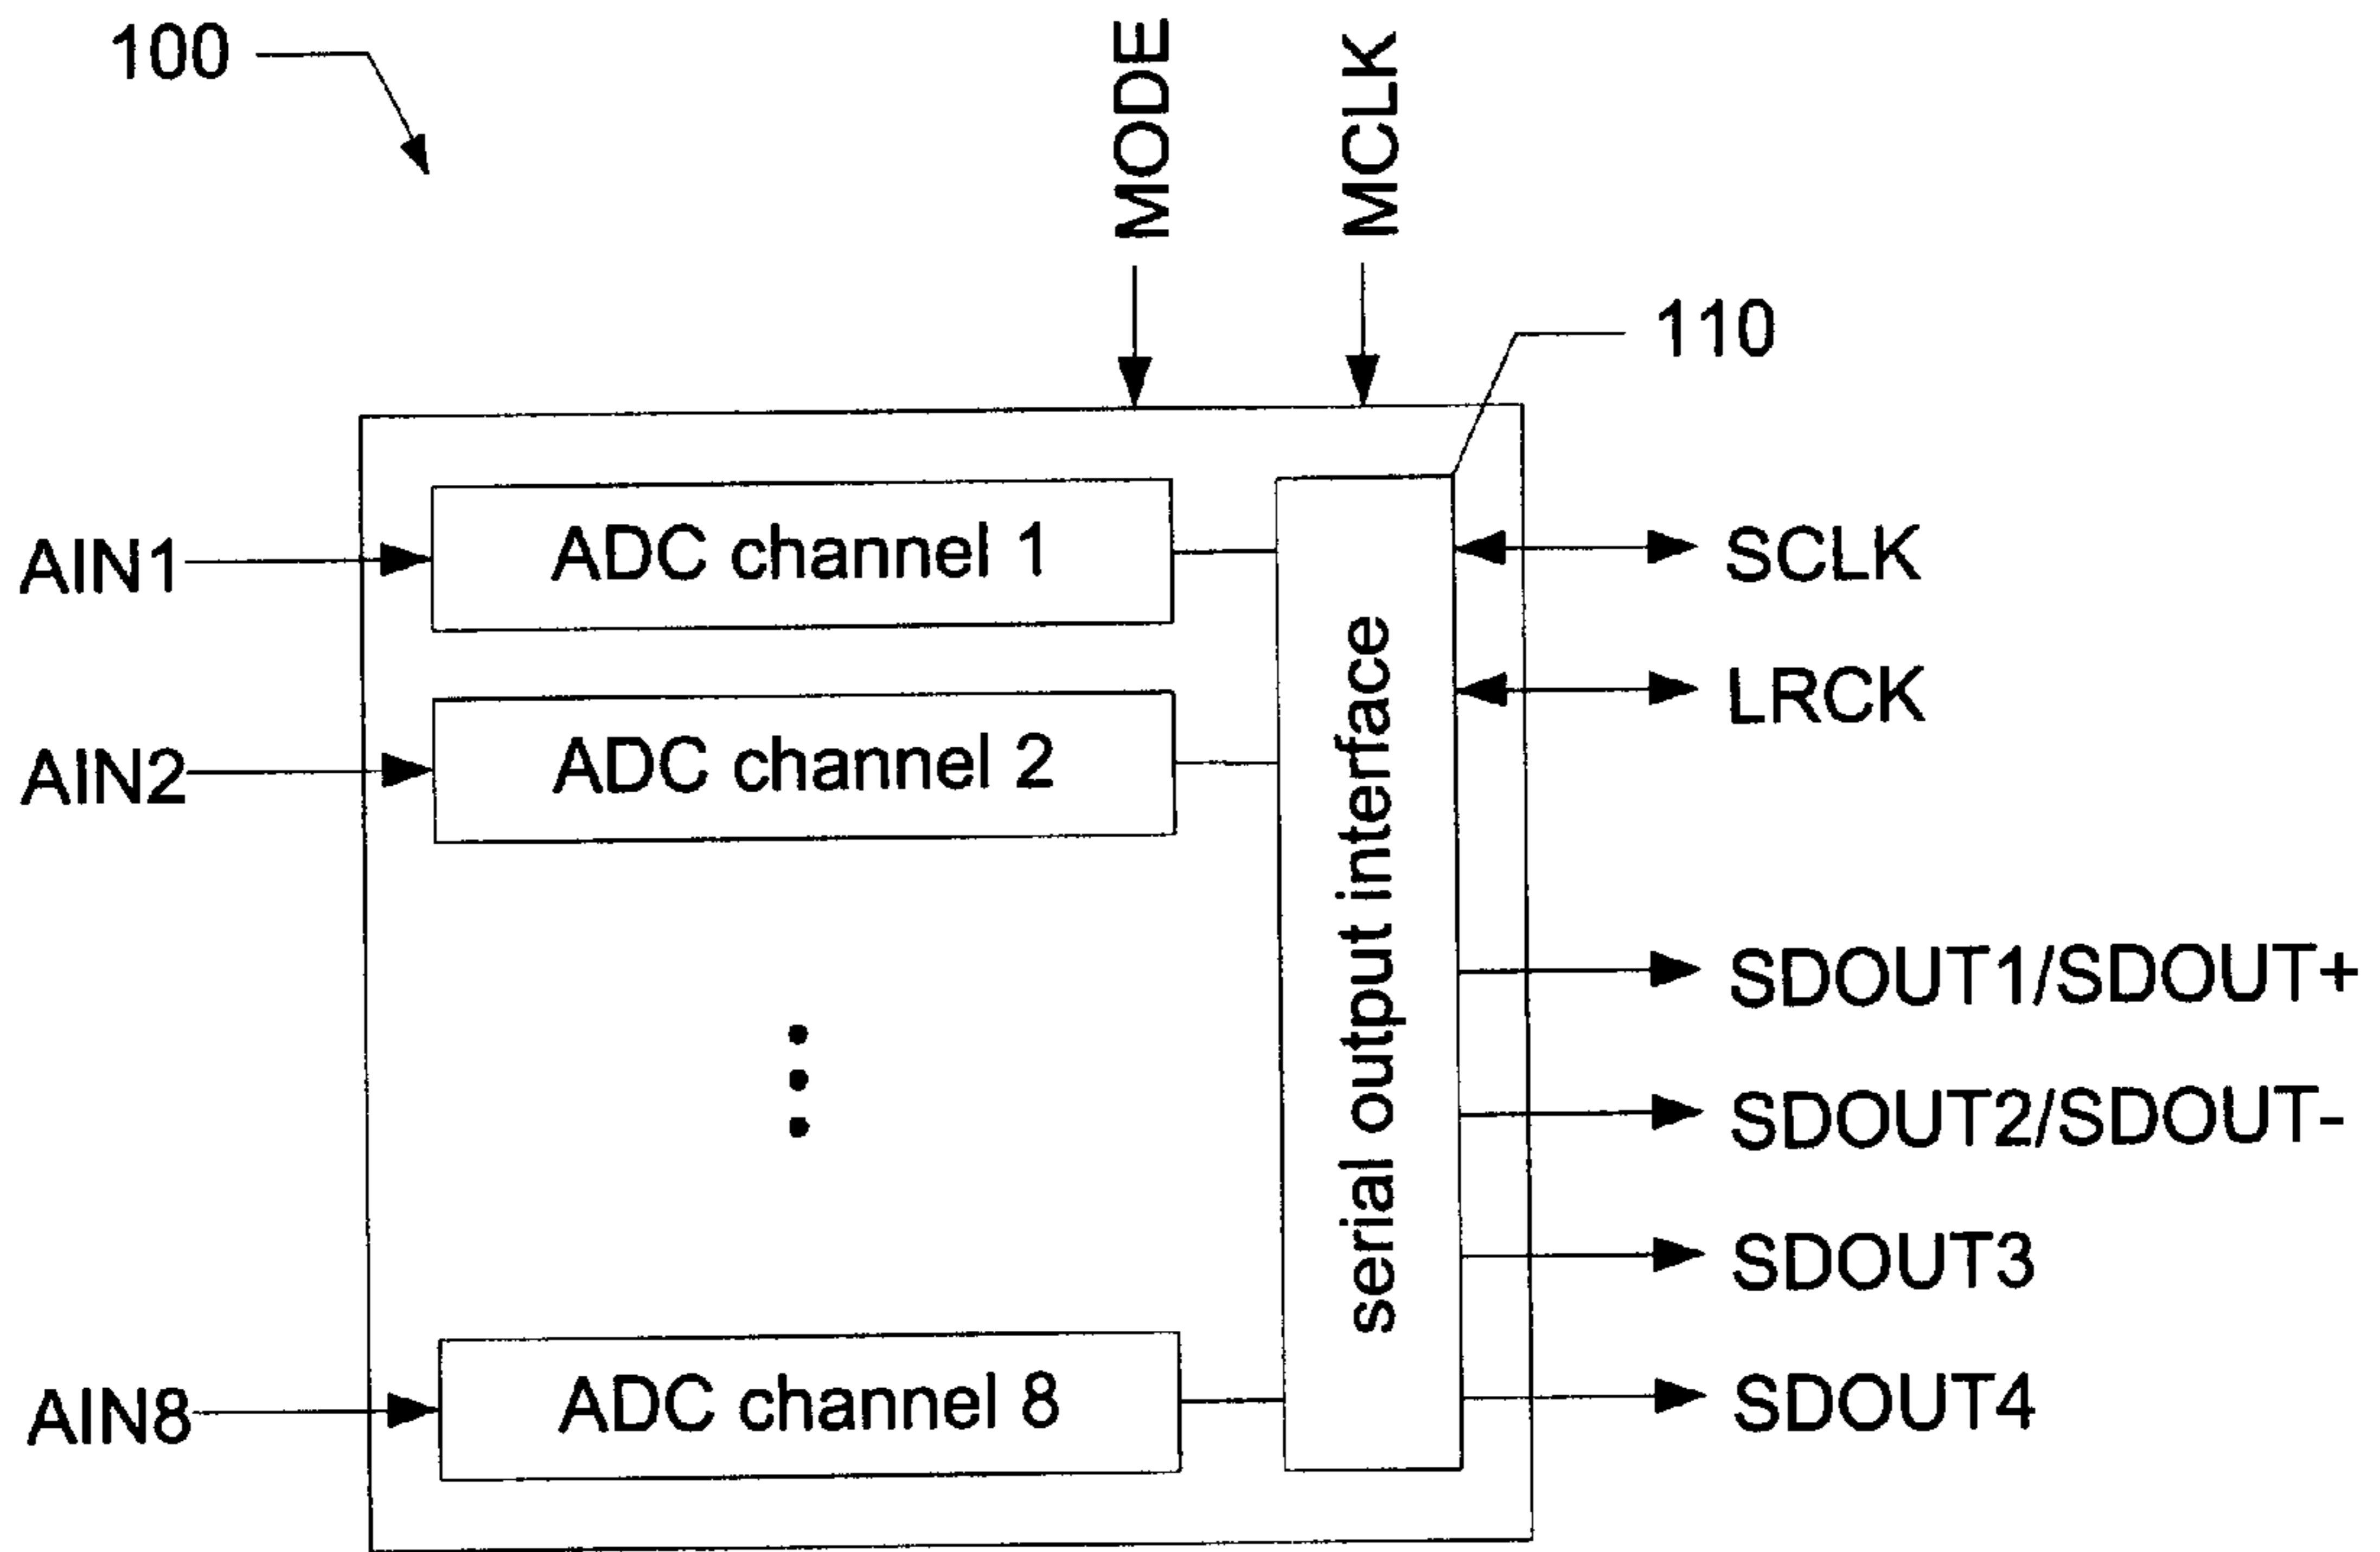 100
MODE
MCLK
110
AIN1
ADC channel 1
SCLK
LRCK
AIN2
ADC channel 2
serial output interface
SDOUT1/SDOUT+
SDOUT2/SDOUT-
SDOUT3
AIN8
ADC channel 8
SDOUT4